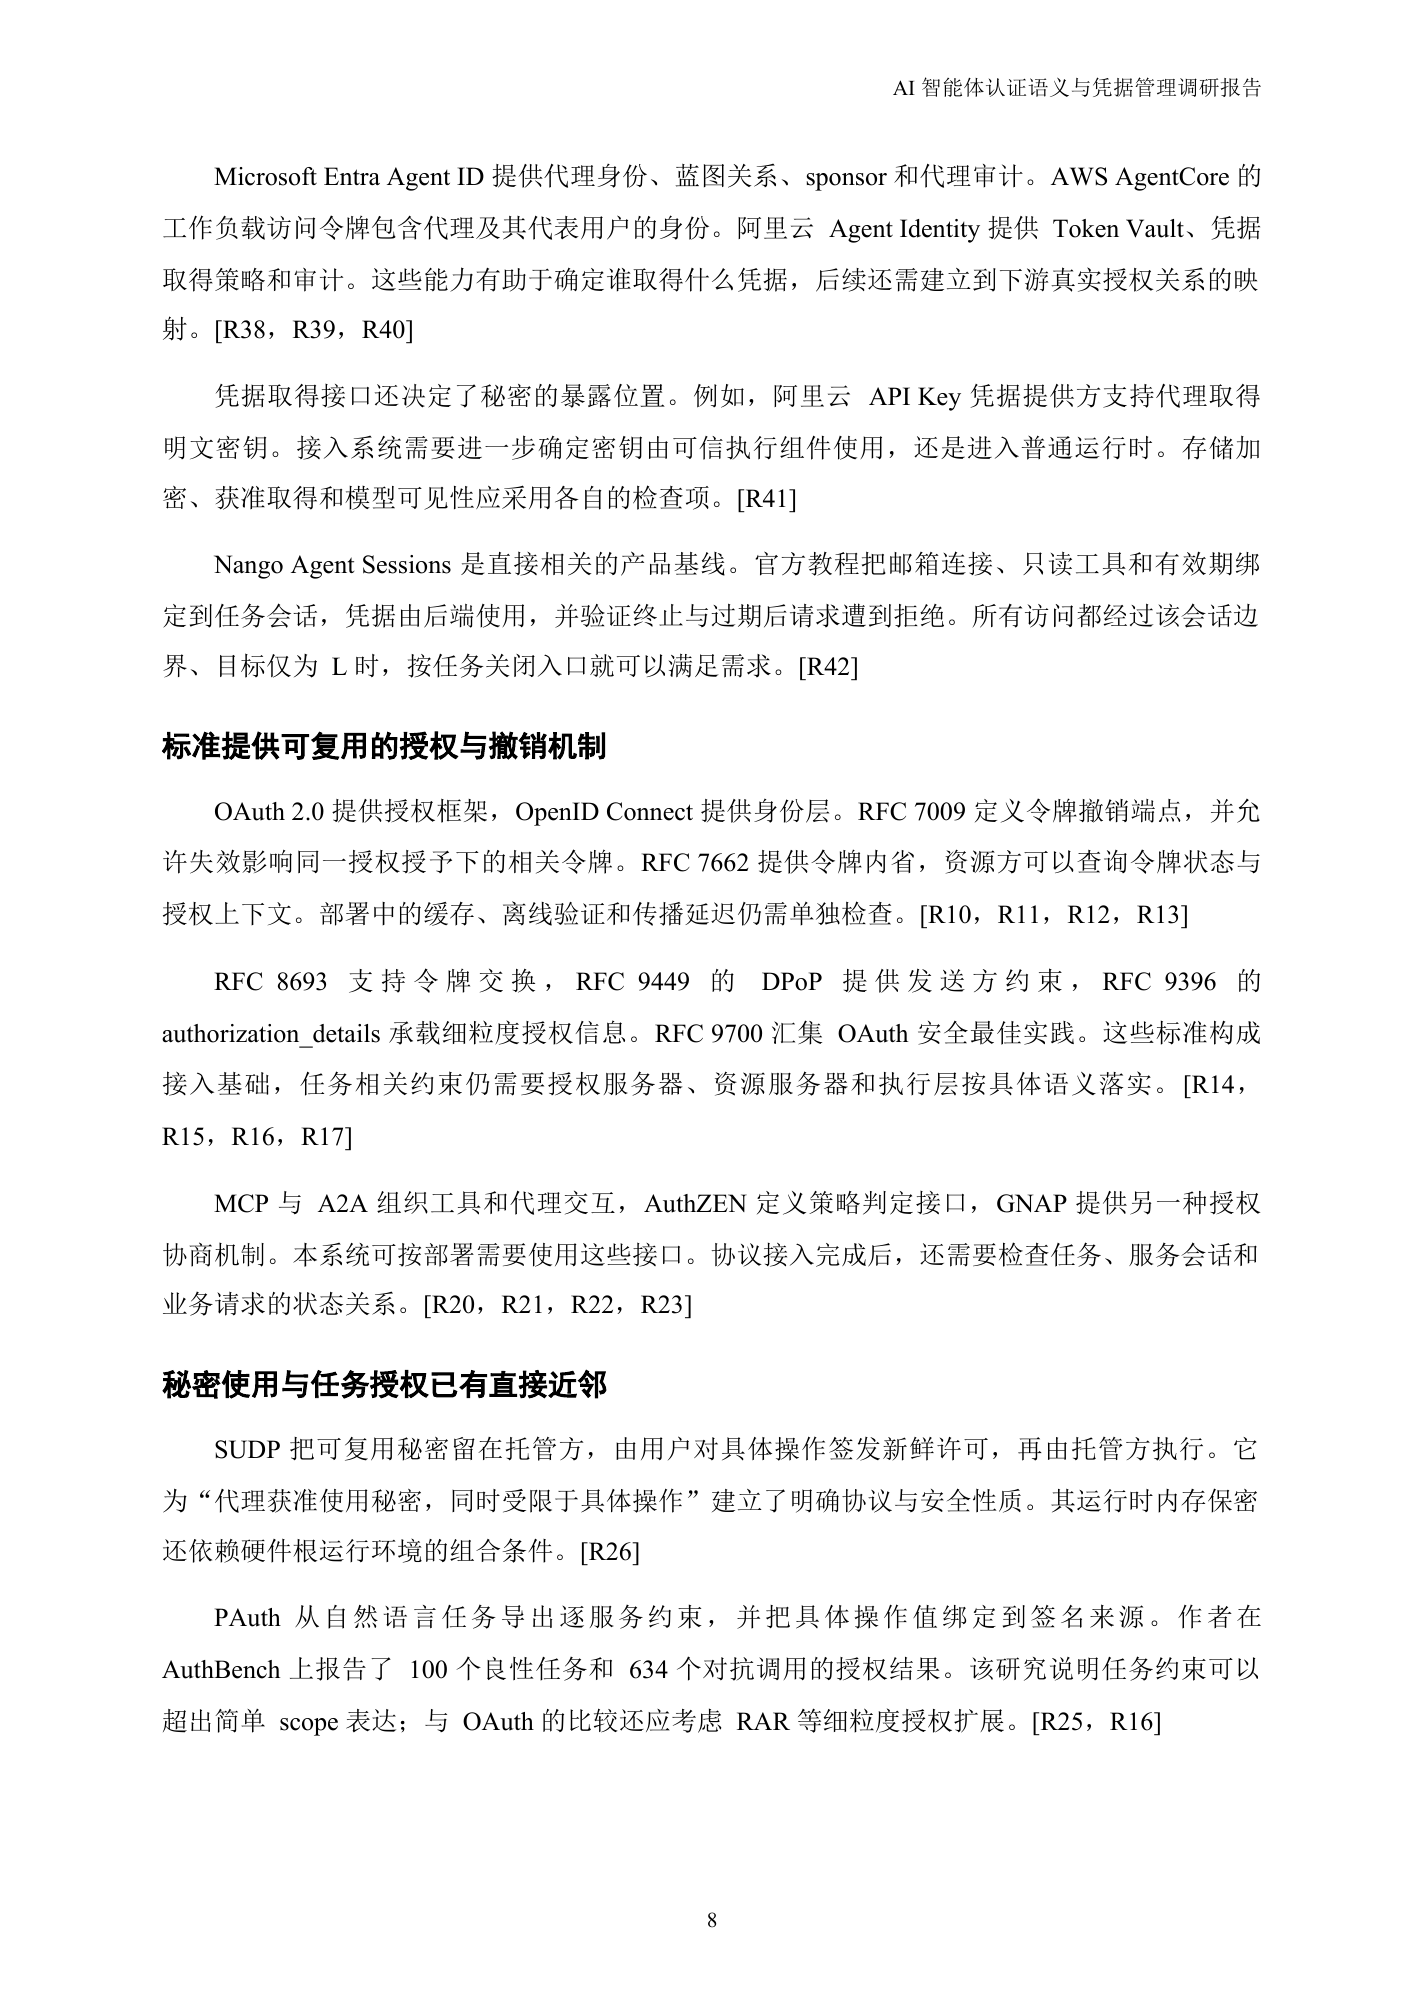 AI 智能体认证语义与凭据管理调研报告
Microsoft Entra Agent ID 提供代理身份、蓝图关系、sponsor 和代理审计。AWS AgentCore 的
工作负载访问令牌包含代理及其代表用户的身份。阿里云 Agent Identity 提供 Token Vault、凭据
取得策略和审计。这些能力有助于确定谁取得什么凭据，后续还需建立到下游真实授权关系的映
射。[R38，R39，R40]
凭据取得接口还决定了秘密的暴露位置。例如，阿里云 API Key 凭据提供方支持代理取得
明文密钥。接入系统需要进一步确定密钥由可信执行组件使用，还是进入普通运行时。存储加
密、获准取得和模型可见性应采用各自的检查项。[R41]
Nango Agent Sessions 是直接相关的产品基线。官方教程把邮箱连接、只读工具和有效期绑
定到任务会话，凭据由后端使用，并验证终止与过期后请求遭到拒绝。所有访问都经过该会话边
界、目标仅为 L 时，按任务关闭入口就可以满足需求。[R42]
标准提供可复用的授权与撤销机制
OAuth 2.0 提供授权框架，OpenID Connect 提供身份层。RFC 7009 定义令牌撤销端点，并允
许失效影响同一授权授予下的相关令牌。RFC 7662 提供令牌内省，资源方可以查询令牌状态与
授权上下文。部署中的缓存、离线验证和传播延迟仍需单独检查。[R10，R11，R12，R13]
RFC 8693 支持令牌交换，RFC 9449 的 DPoP 提供发送方约束，RFC 9396 的
authorization_details 承载细粒度授权信息。RFC 9700 汇集 OAuth 安全最佳实践。这些标准构成
接入基础，任务相关约束仍需要授权服务器、资源服务器和执行层按具体语义落实。[R14，
R15，R16，R17]
MCP 与 A2A 组织工具和代理交互，AuthZEN 定义策略判定接口，GNAP 提供另一种授权
协商机制。本系统可按部署需要使用这些接口。协议接入完成后，还需要检查任务、服务会话和
业务请求的状态关系。[R20，R21，R22，R23]
秘密使用与任务授权已有直接近邻
SUDP 把可复用秘密留在托管方，由用户对具体操作签发新鲜许可，再由托管方执行。它
为“代理获准使用秘密，同时受限于具体操作”建立了明确协议与安全性质。其运行时内存保密
还依赖硬件根运行环境的组合条件。[R26]
PAuth 从自然语言任务导出逐服务约束，并把具体操作值绑定到签名来源。作者在
AuthBench 上报告了 100 个良性任务和 634 个对抗调用的授权结果。该研究说明任务约束可以
超出简单 scope 表达；与 OAuth 的比较还应考虑 RAR 等细粒度授权扩展。[R25，R16]
8